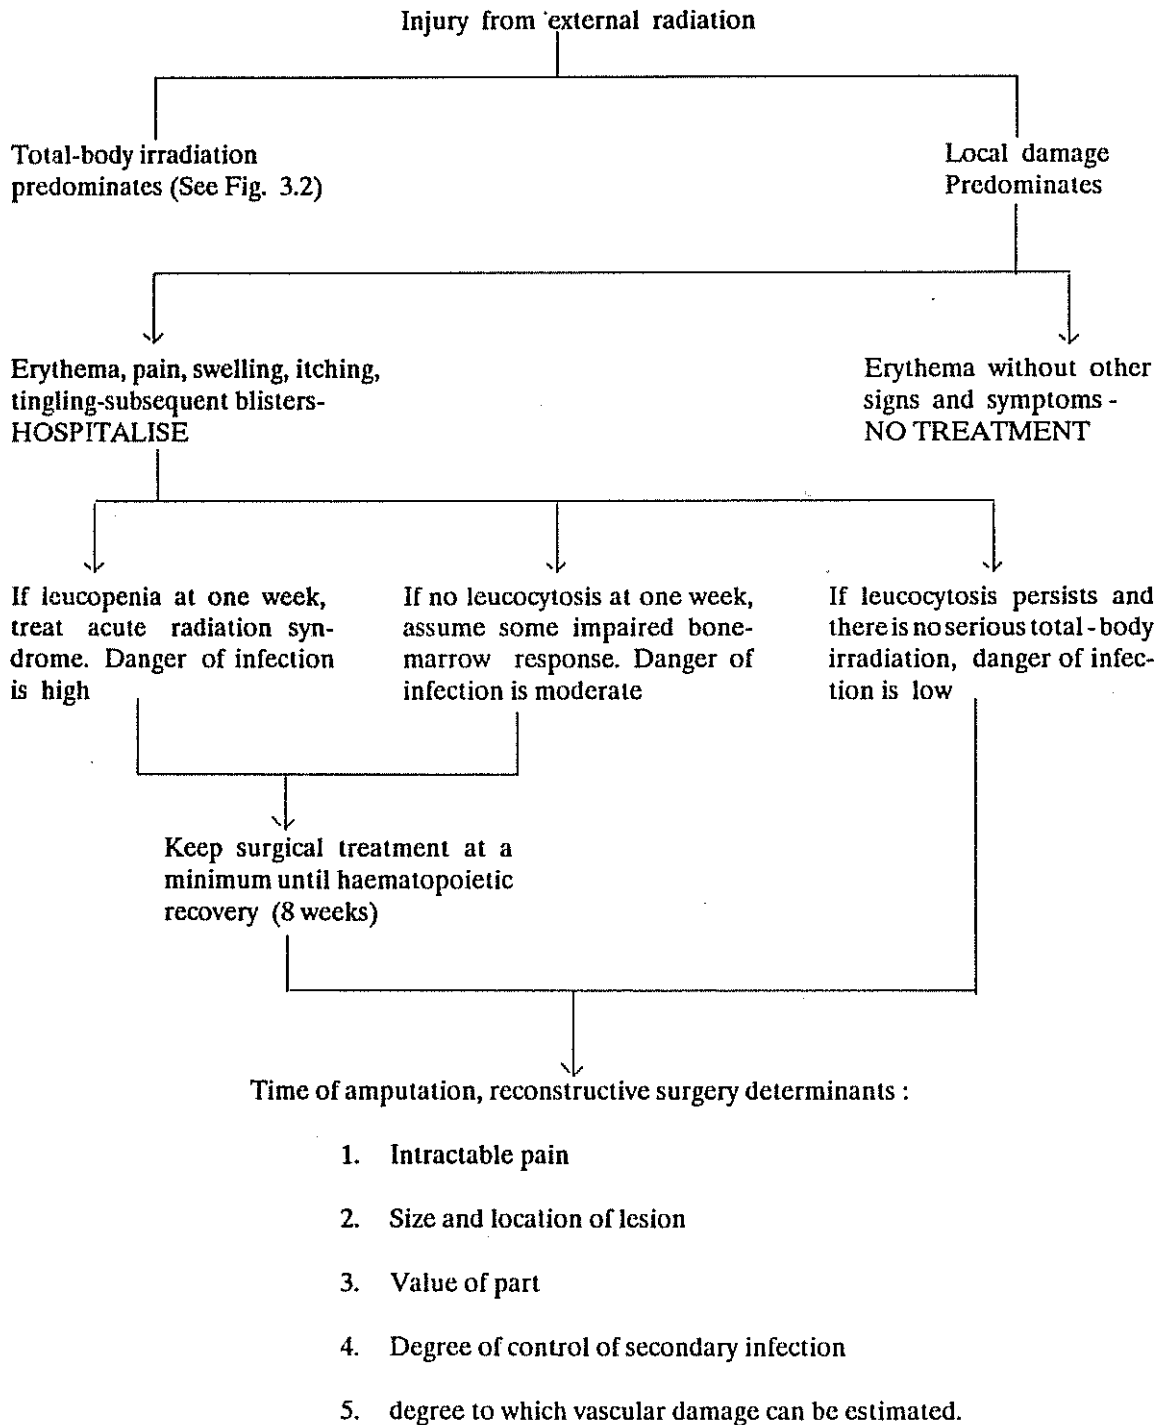 Injury from external radiation
Total-body irradiation
predominates (See Fig. 3.2)
Local damage
Predominates
Erythema, pain, swelling, itching,
tingling-subsequent blisters-
HOSPITALISE
Erythema without other
signs and symptoms -
NO TREATMENT
If leucopenia at one week,
treat acute radiation syn-
drome. Danger of infection
is high
If no leucocytosis at one week,
assume some impaired bone-
marrow response. Danger of
infection is moderate
If leucocytosis persists and
there is no serious total-body
irradiation, danger of infec-
tion is low
Keep surgical treatment at a
minimum until haematopoietic
recovery (8 weeks)
Time of amputation, reconstructive surgery determinants :
1. Intractable pain
2. Size and location of lesion
3. Value of part
4. Degree of control of secondary infection
5. degree to which vascular damage can be estimated.